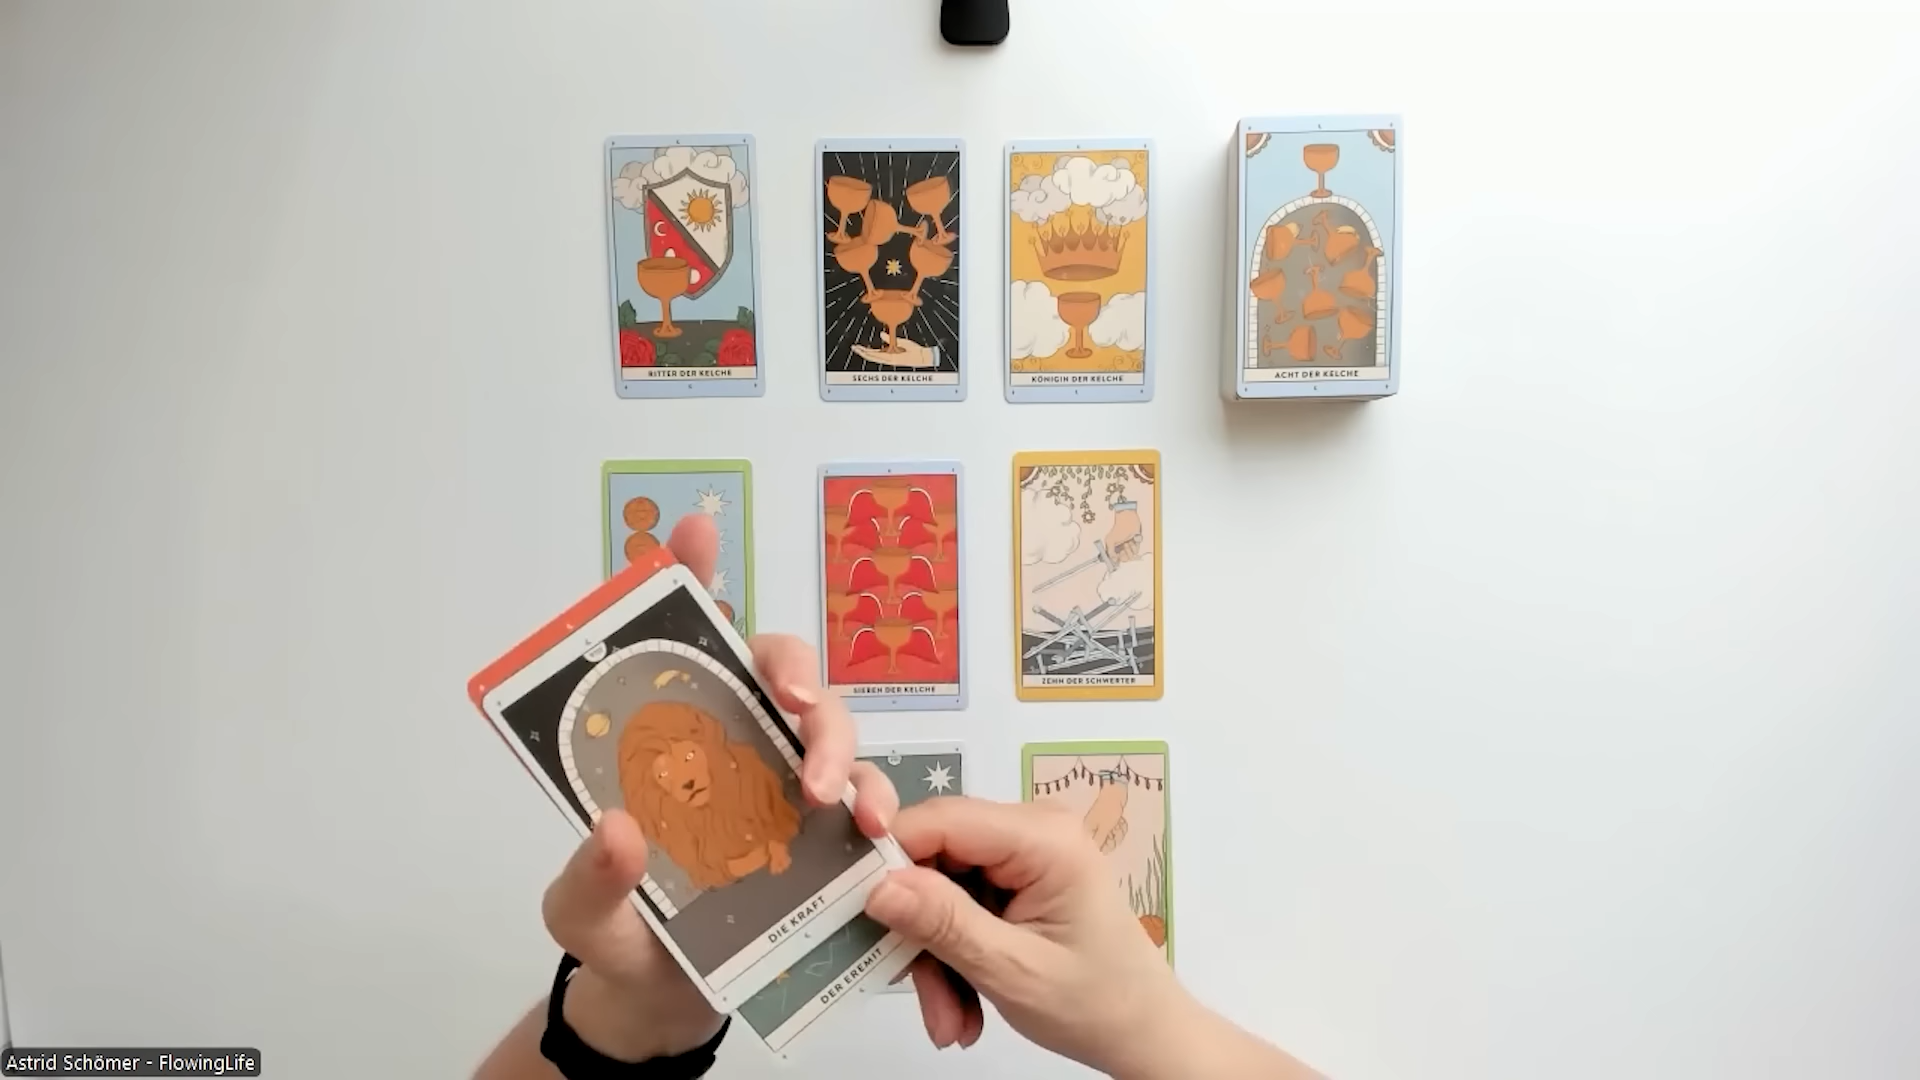 RITTER DER KELCHE
SECHS DER KELCHE
KÖNIGIN DER KELCHE
ACHT DER KELCHE
SIEBEN DER KELCHE
ZEHN DER SCHWERTER
DIE KRAFT
DER EREMIT
Astrid Schömer - FlowingLife